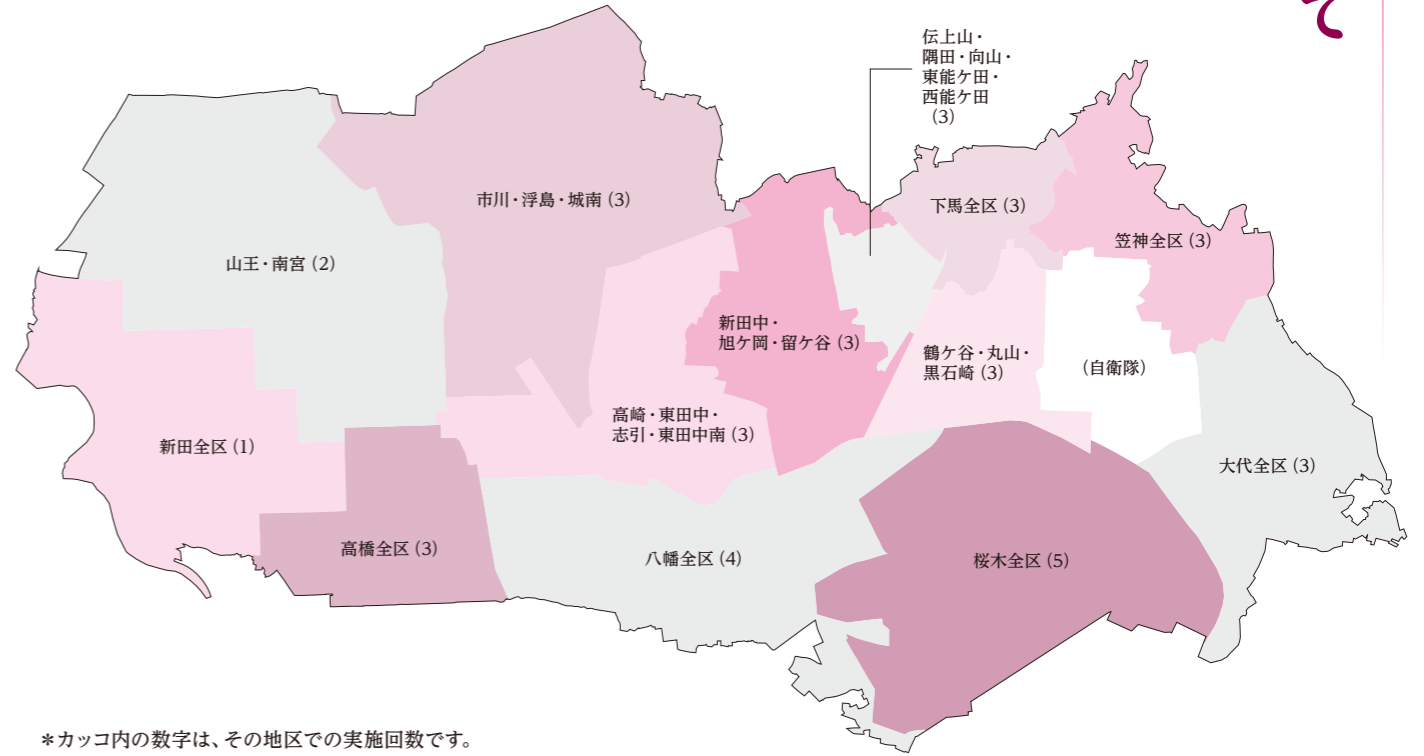 て
伝上山・
隅田・向山・
東能ケ田・
西能ケ田
(3)
下馬全区 (3)
市川・浮島・城南 (3)
笠神全区 (3)
山王・南宮 (2)
新田中・
旭ケ岡・留ケ谷 (3)
鶴ケ谷・丸山・
黒石崎 (3)
(自衛隊)
高崎・東田中・
志引・東田中南 (3)
新田全区 (1)
大代全区 (3)
高橋全区 (3)
八幡全区 (4)
桜木全区 (5)
*カッコ内の数字は、その地区での実施回数です。